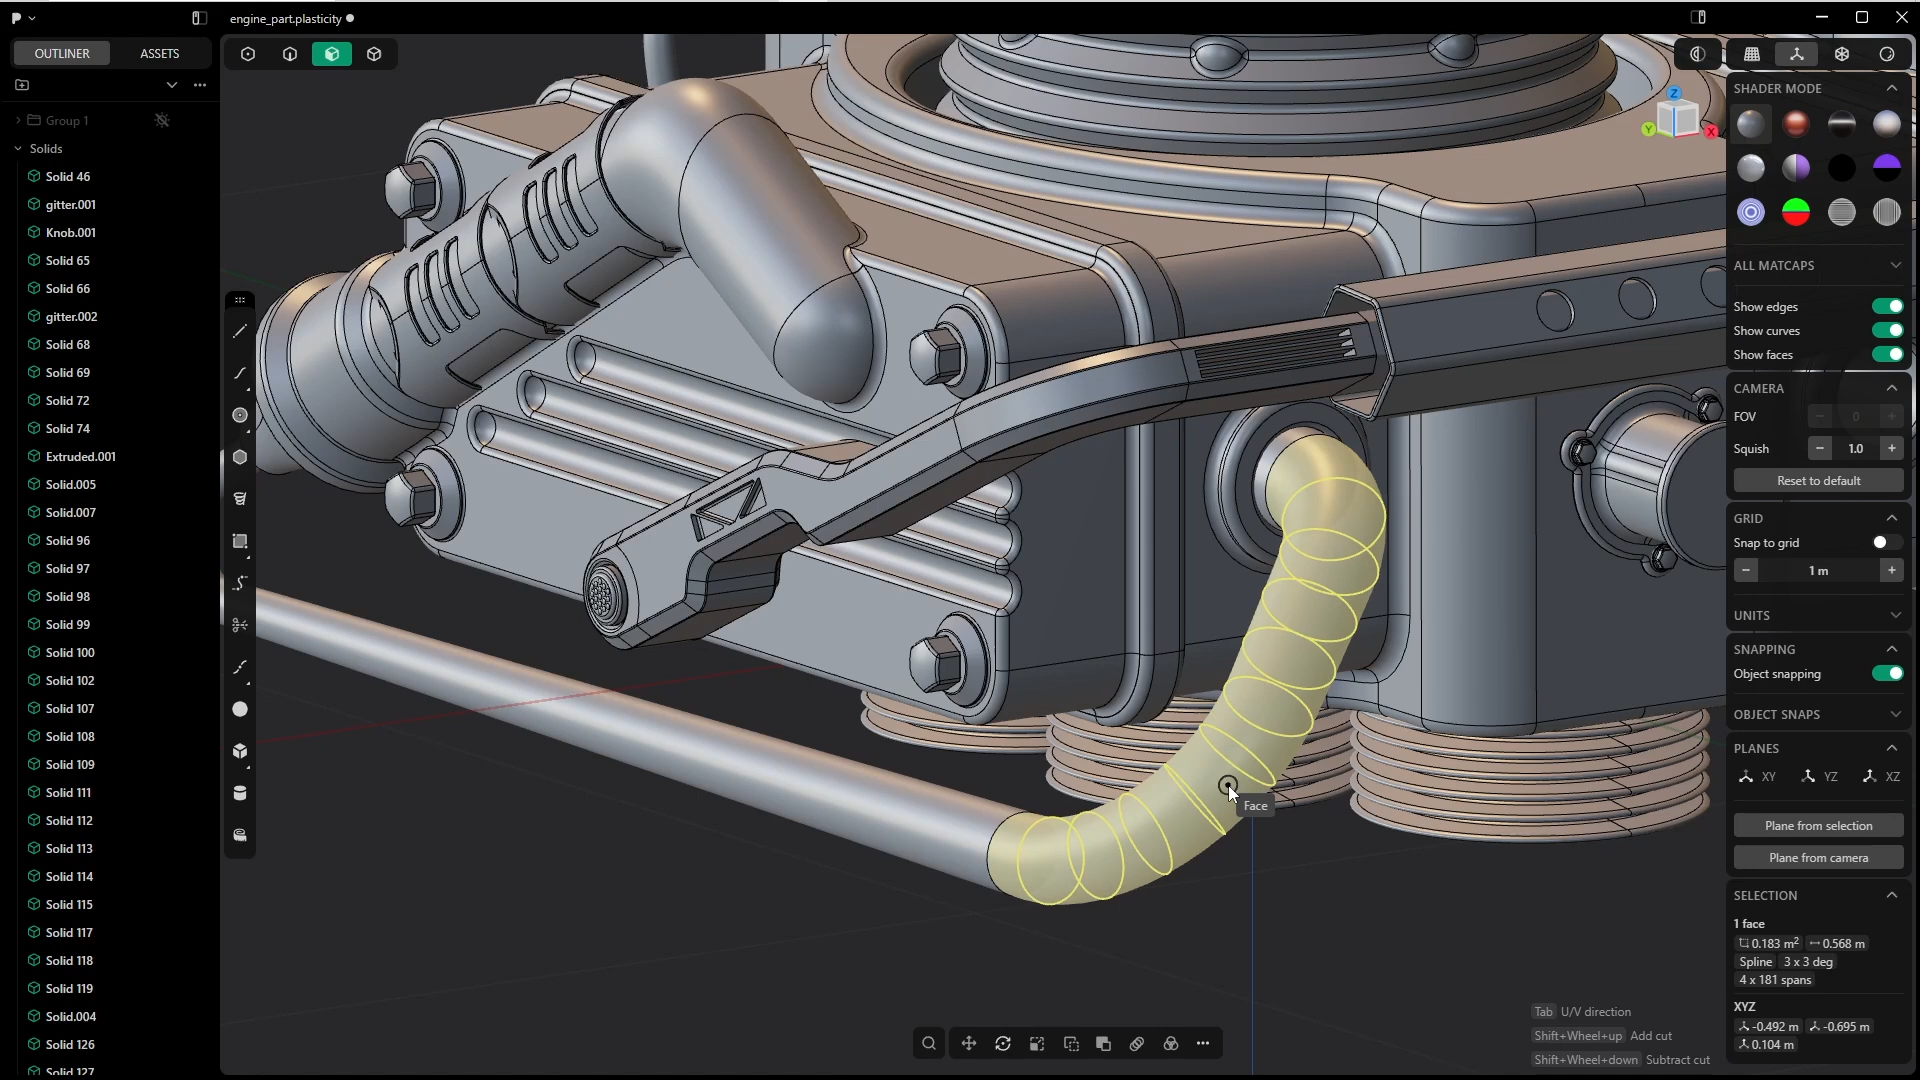 engine_part.plasticity
OUTLINER
ASSETS
Group 1
Solids
Solid 46
gitter.001
Knob.001
Solid 65
Solid 66
gitter.002
Solid 68
Solid 69
Solid 72
Solid 74
Extruded.001
Solid.005
Solid.007
Solid 96
Solid 97
Solid 98
Solid 99
Solid 100
Solid 102
Solid 107
Solid 108
Solid 109
Solid 111
Solid 112
Solid 113
Solid 114
Solid 115
Solid 117
Solid 118
Solid 119
Solid.004
Solid 126
Solid 127
Face
Tab U/V direction
Shift+Wheel+up Add cut
Shift+Wheel+down Subtract cut
Z
Y
X
SHADER MODE
ALL MATCAPS
Show edges
Show curves
Show faces
CAMERA
FOV − 0 +
Squish − 1.0 +
Reset to default
GRID
Snap to grid
− 1 m +
UNITS
SNAPPING
Object snapping
OBJECT SNAPS
PLANES
XY YZ XZ
Plane from selection
Plane from camera
SELECTION
1 face
0.183 m² 0.568 m
Spline 3 x 3 deg
4 x 181 spans
XYZ
-0.492 m -0.695 m
0.104 m